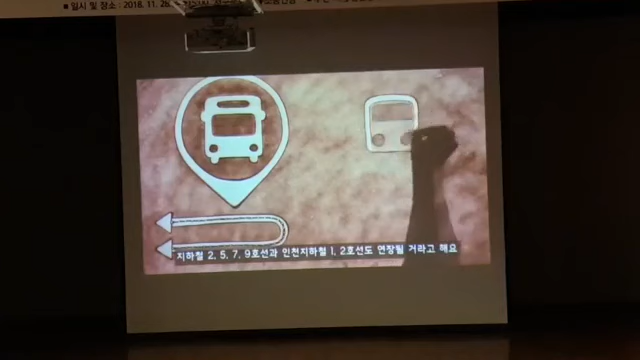 • 일시 및 장소 : 2018. 11. 26.
지하철 2, 5, 7, 9호선과 인천지하철 1, 2호선도 연장될 거라고 해요